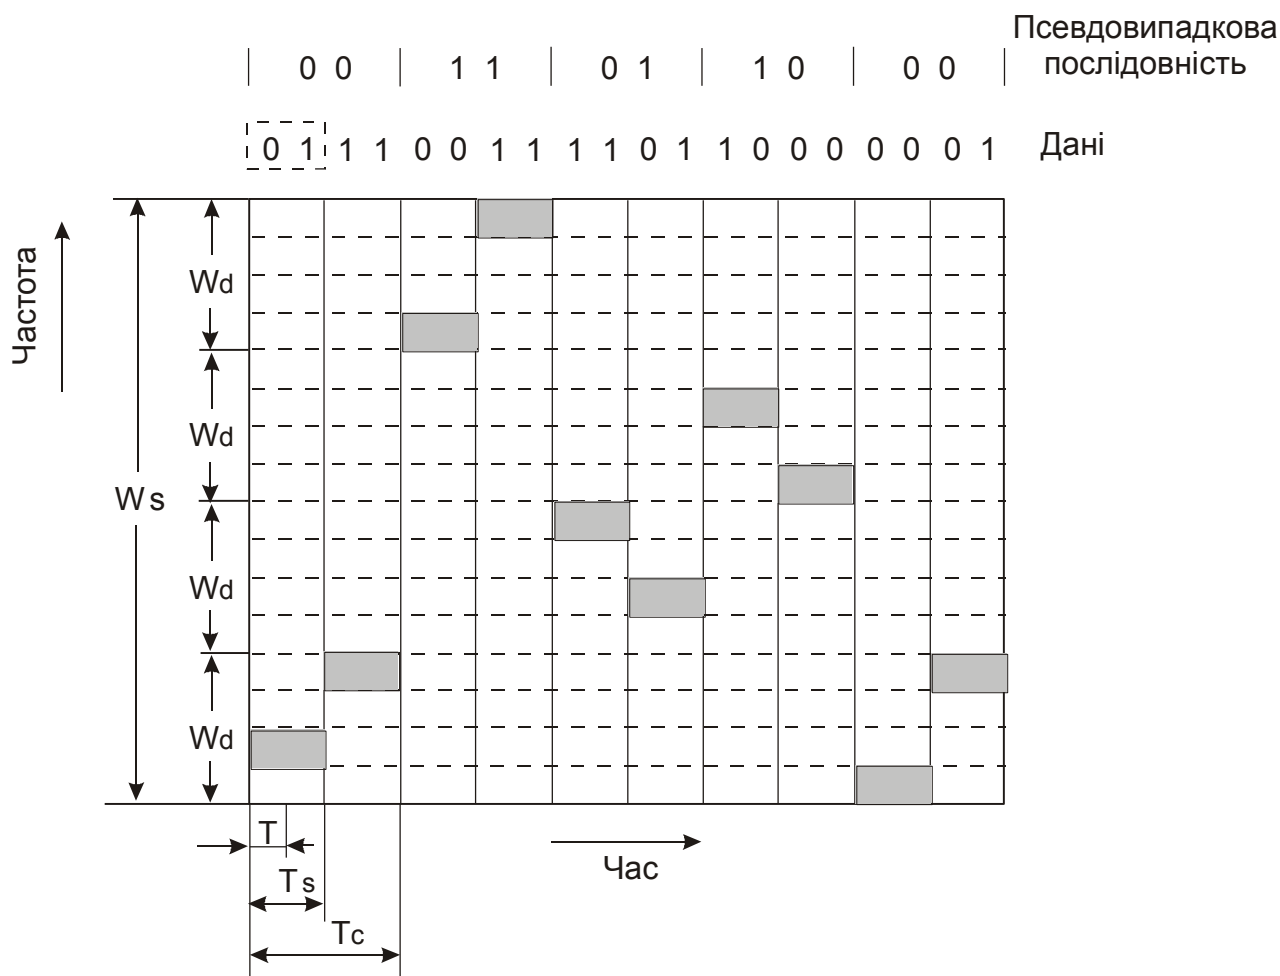 Псевдовипадкова
послідовність
0 0 1 1 0 1 1 0 0 0
0 1 1 1 0 0 1 1 1 1 0 1 1 0 0 0 0 0 0 1 Дані
Частота
Wd
Wd
Ws
Wd
Wd
T
Час
Ts
Tc